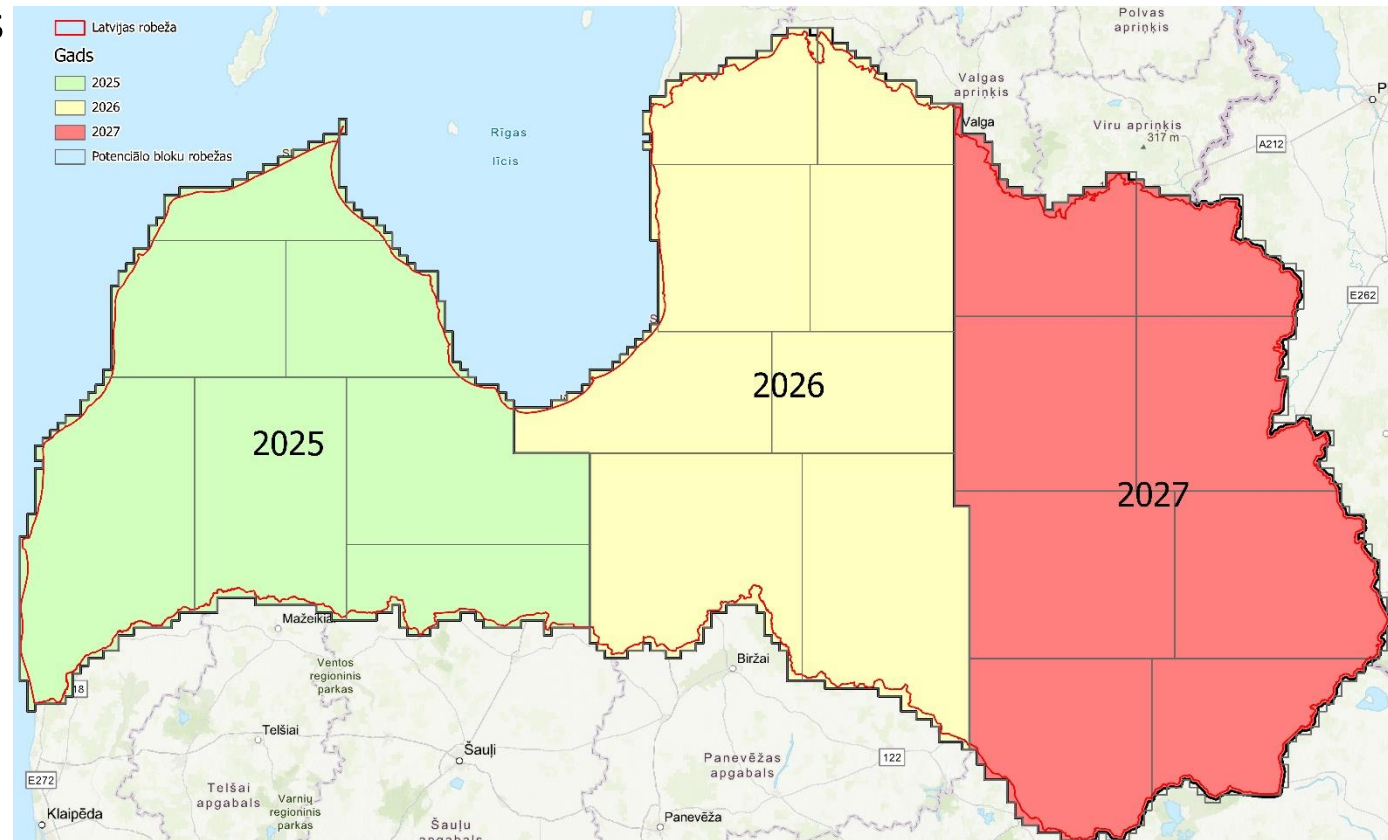 Latvijas robeža
Gads
2025
2026
2027
Potenciālo bloku robežas
Polvas
apriņķis
Valgas
apriņķis
Valga
Viru apriņķis
317 m
A212
Rīgas
līcis
E262
2026
2025
2027
Mažeikiai
Ventos
regioninis
parkas
Biržai
18
Telšiai
Šauļi
Panevēžas
apgabals
122
E272
Telšai
apgabals
Varnių
regioninis
parkas
Klaipėda
Šauļu
Panevēža